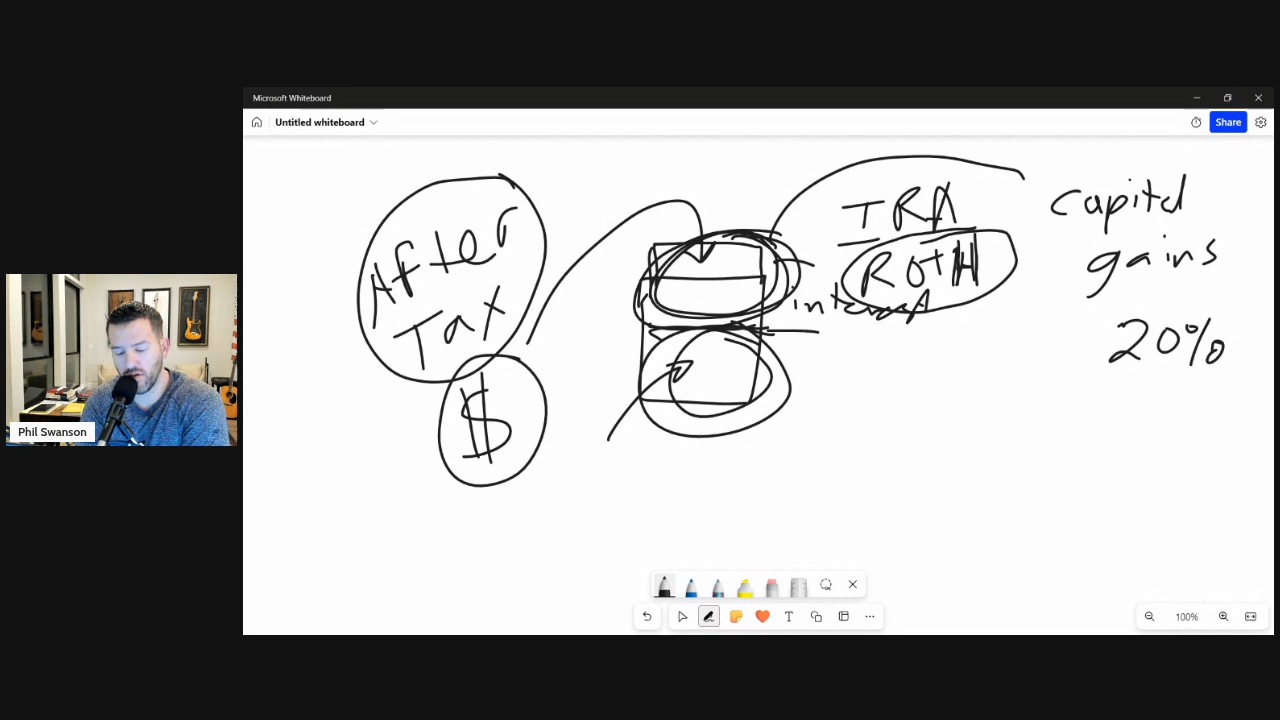 Microsoft Whiteboard
Untitled whiteboard
Share
After
Tax
$
IRA
ROTH
interest
capital
gains
20%
Phil Swanson
100%